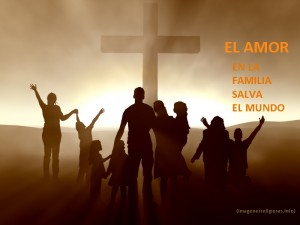 EL AMOR
EN LA
FAMILIA
SALVA
EL MUNDO
(imagenesreligiosas.info)